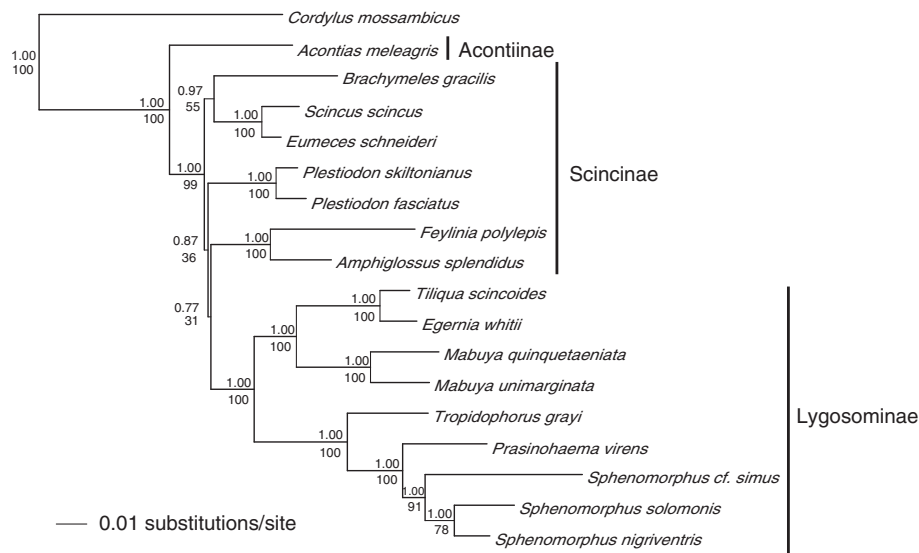 Cordylus mossambicus
1.00
100
Acontias meleagris
Acontiinae
1.00
100
Brachymeles gracilis
0.97
55
Scincus scincus
1.00
100
Eumeces schneideri
1.00
99
Plestiodon skiltonianus
1.00
100
Plestiodon fasciatus
Scincinae
Feylinia polylepis
0.87
36
1.00
100
Amphiglossus splendidus
Tiliqua scincoides
0.77
31
1.00
100
Egernia whitii
1.00
100
Mabuya quinquetaeniata
1.00
100
Mabuya unimarginata
1.00
100
Tropidophorus grayi
Lygosominae
1.00
100
Prasinohaema virens
1.00
100
Sphenomorphus cf. simus
1.00
91
Sphenomorphus solomonis
1.00
78
Sphenomorphus nigriventris
0.01 substitutions/site